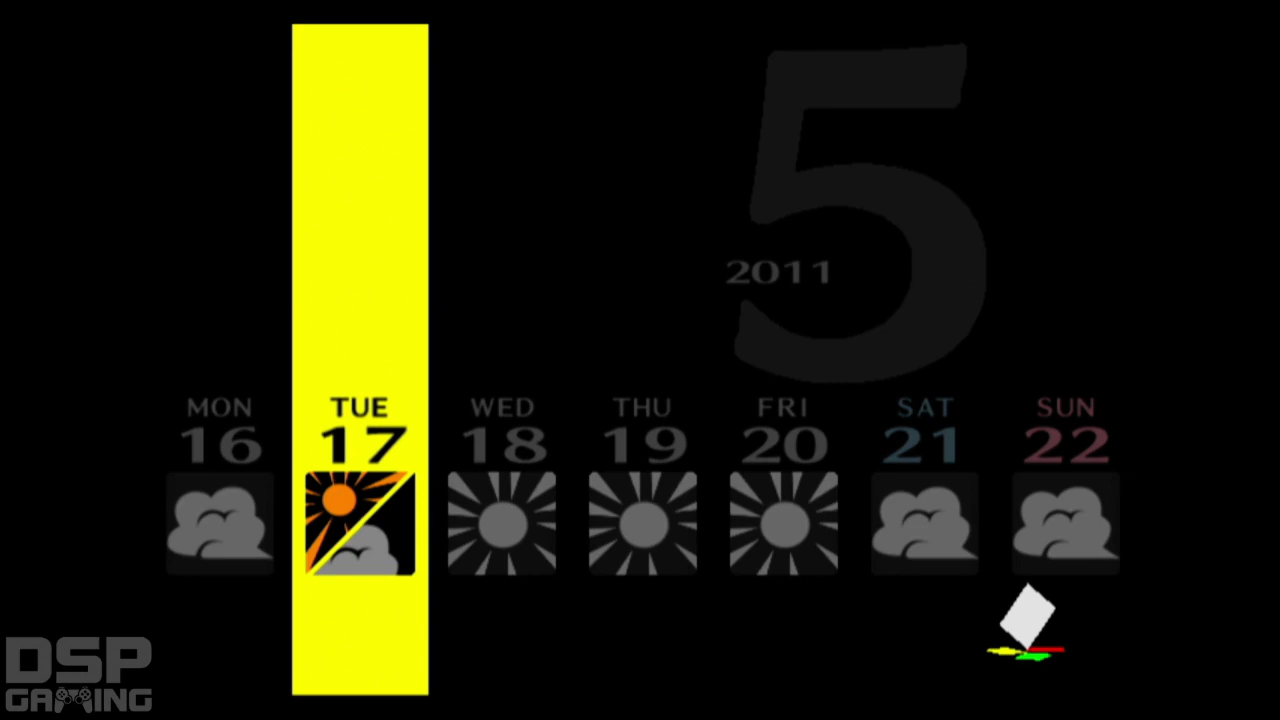 5
2011
MON TUE WED THU FRI SAT SUN
16 17 18 19 20 21 22
DSP
GAMING